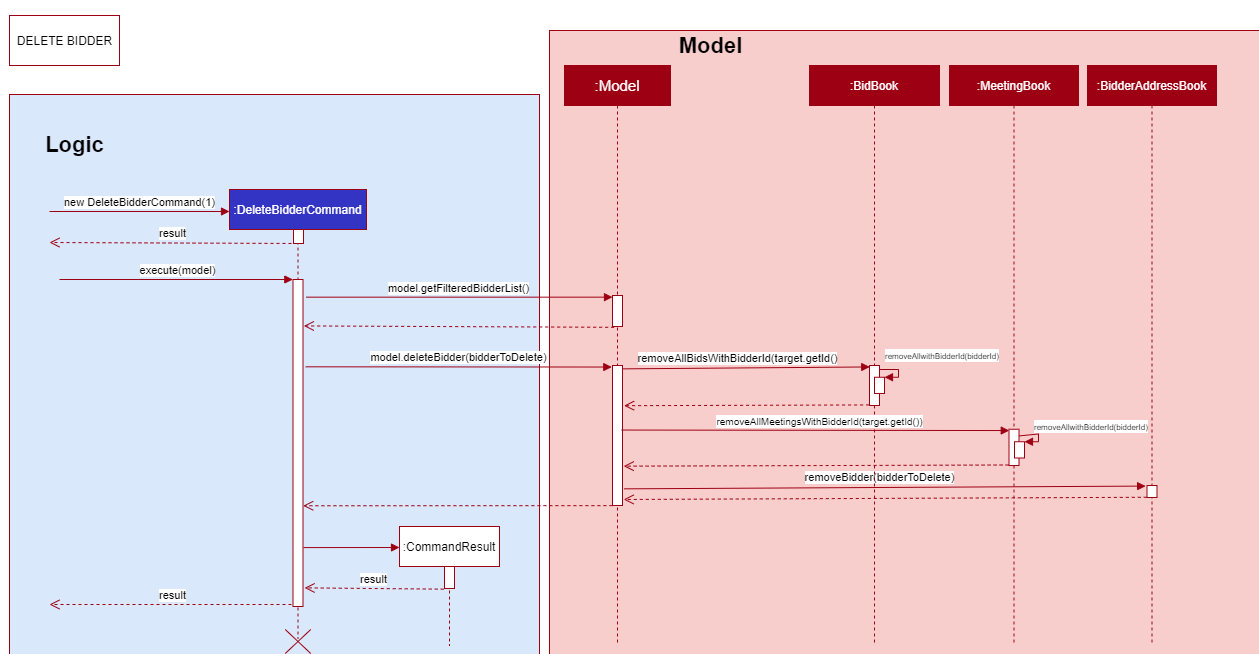 DELETE BIDDER
Model
:Model
:BidBook
:MeetingBook
:BidderAddressBook
Logic
new DeleteBidderCommand(1)
:DeleteBidderCommand
result
execute(model)
model.getFilteredBidderList()
model.deleteBidder(bidderToDelete)
removeAllBidsWithBidderId(target.getId()
removeAllwithBidderId(bidderId)
removeAllMeetingsWithBidderId(target.getId())
removeAllwithBidderId(bidderId)
removeBidder(bidderToDelete)
:CommandResult
result
result